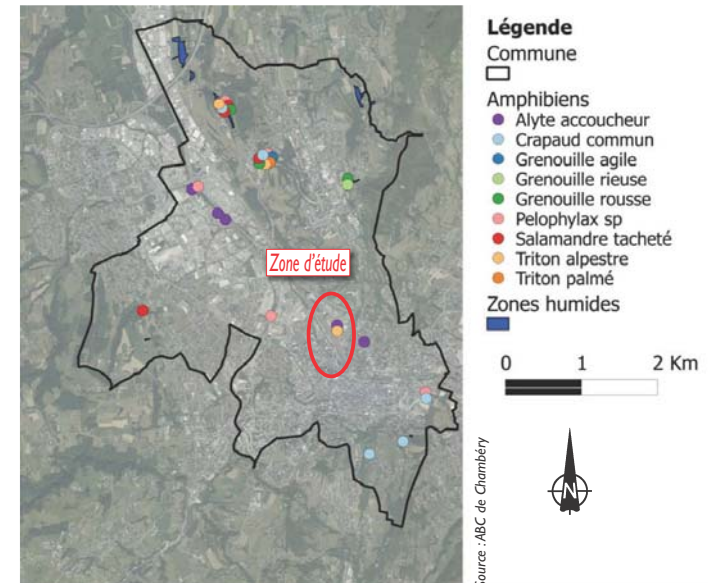 Légende
Commune
Amphibiens
Alyte accoucheur
Crapaud commun
Grenouille agile
Grenouille rieuse
Grenouille rousse
Pelophylax sp
Salamandre tacheté
Triton alpestre
Triton palmé
Zones humides
0 1 2 Km
Zone d'étude
N
Source : ABC de Chambéry